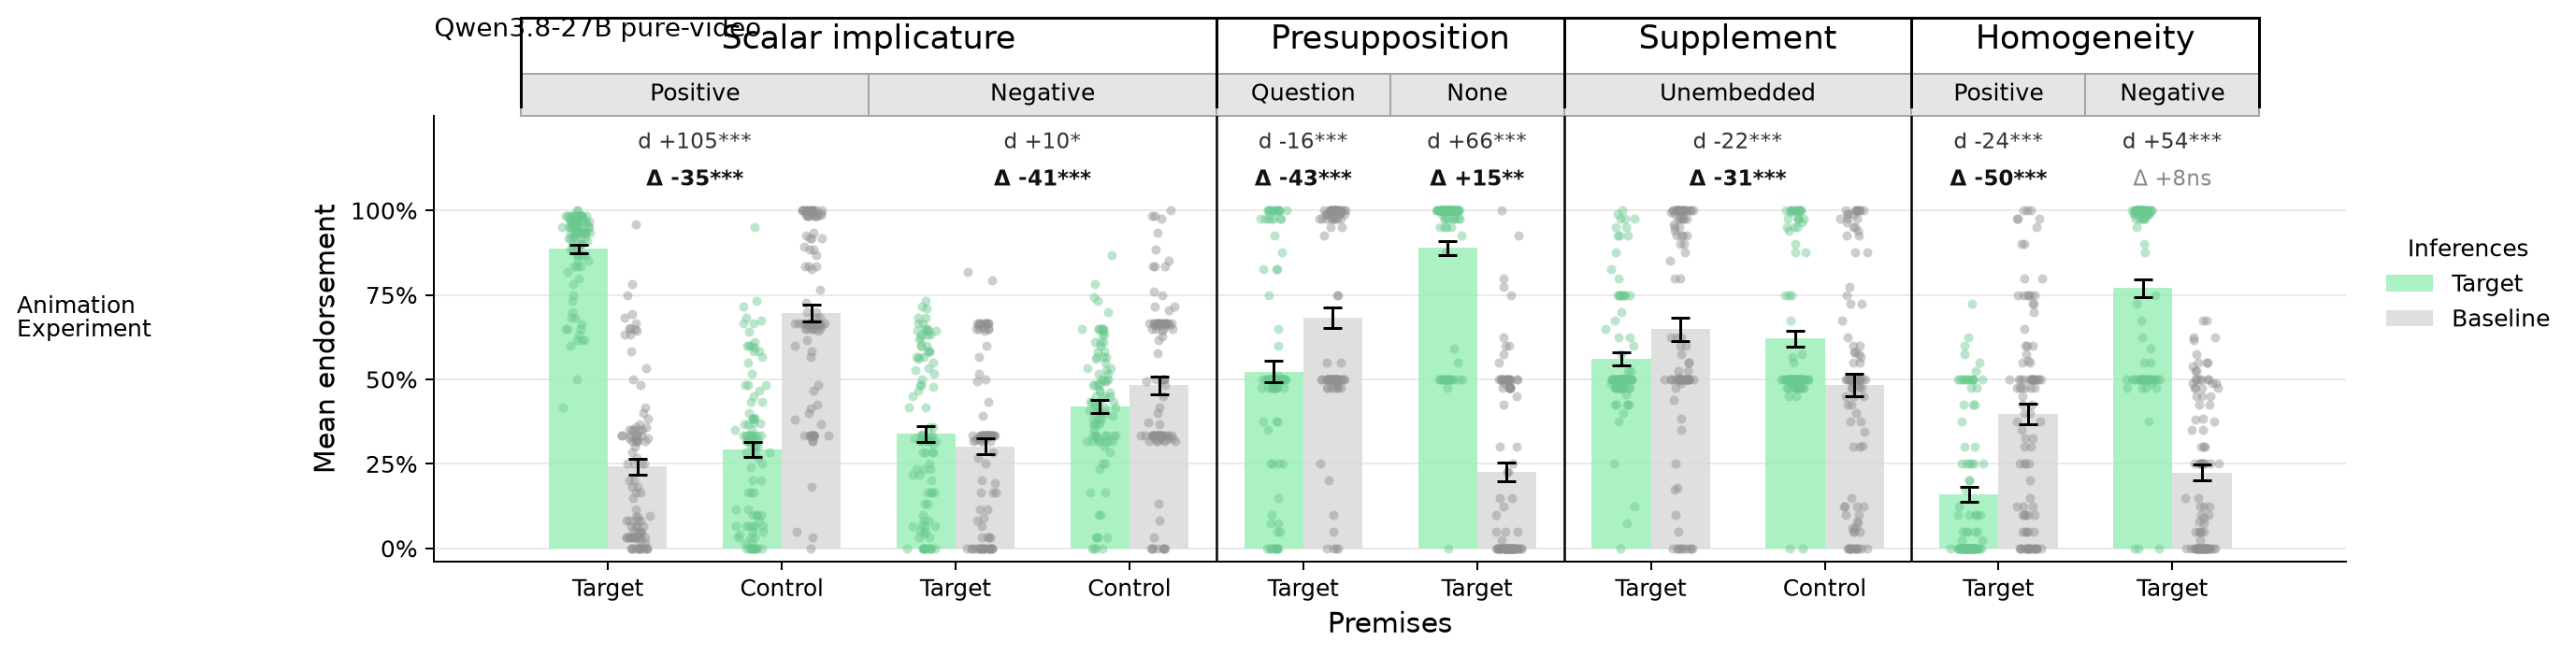 Qwen3.8-27B pure-video
Scalar implicature Presupposition Supplement Homogeneity
Positive Negative Question None Unembedded Positive Negative
d +105*** d +10* d -16*** d +66*** d -22*** d -24*** d +54***
Δ -35*** Δ -41*** Δ -43*** Δ +15** Δ -31*** Δ -50*** Δ +8ns
Animation
Experiment
Mean endorsement
100%
75%
50%
25%
0%
Target Control Target Control Target Target Target Control Target Target
Premises
Inferences
Target
Baseline